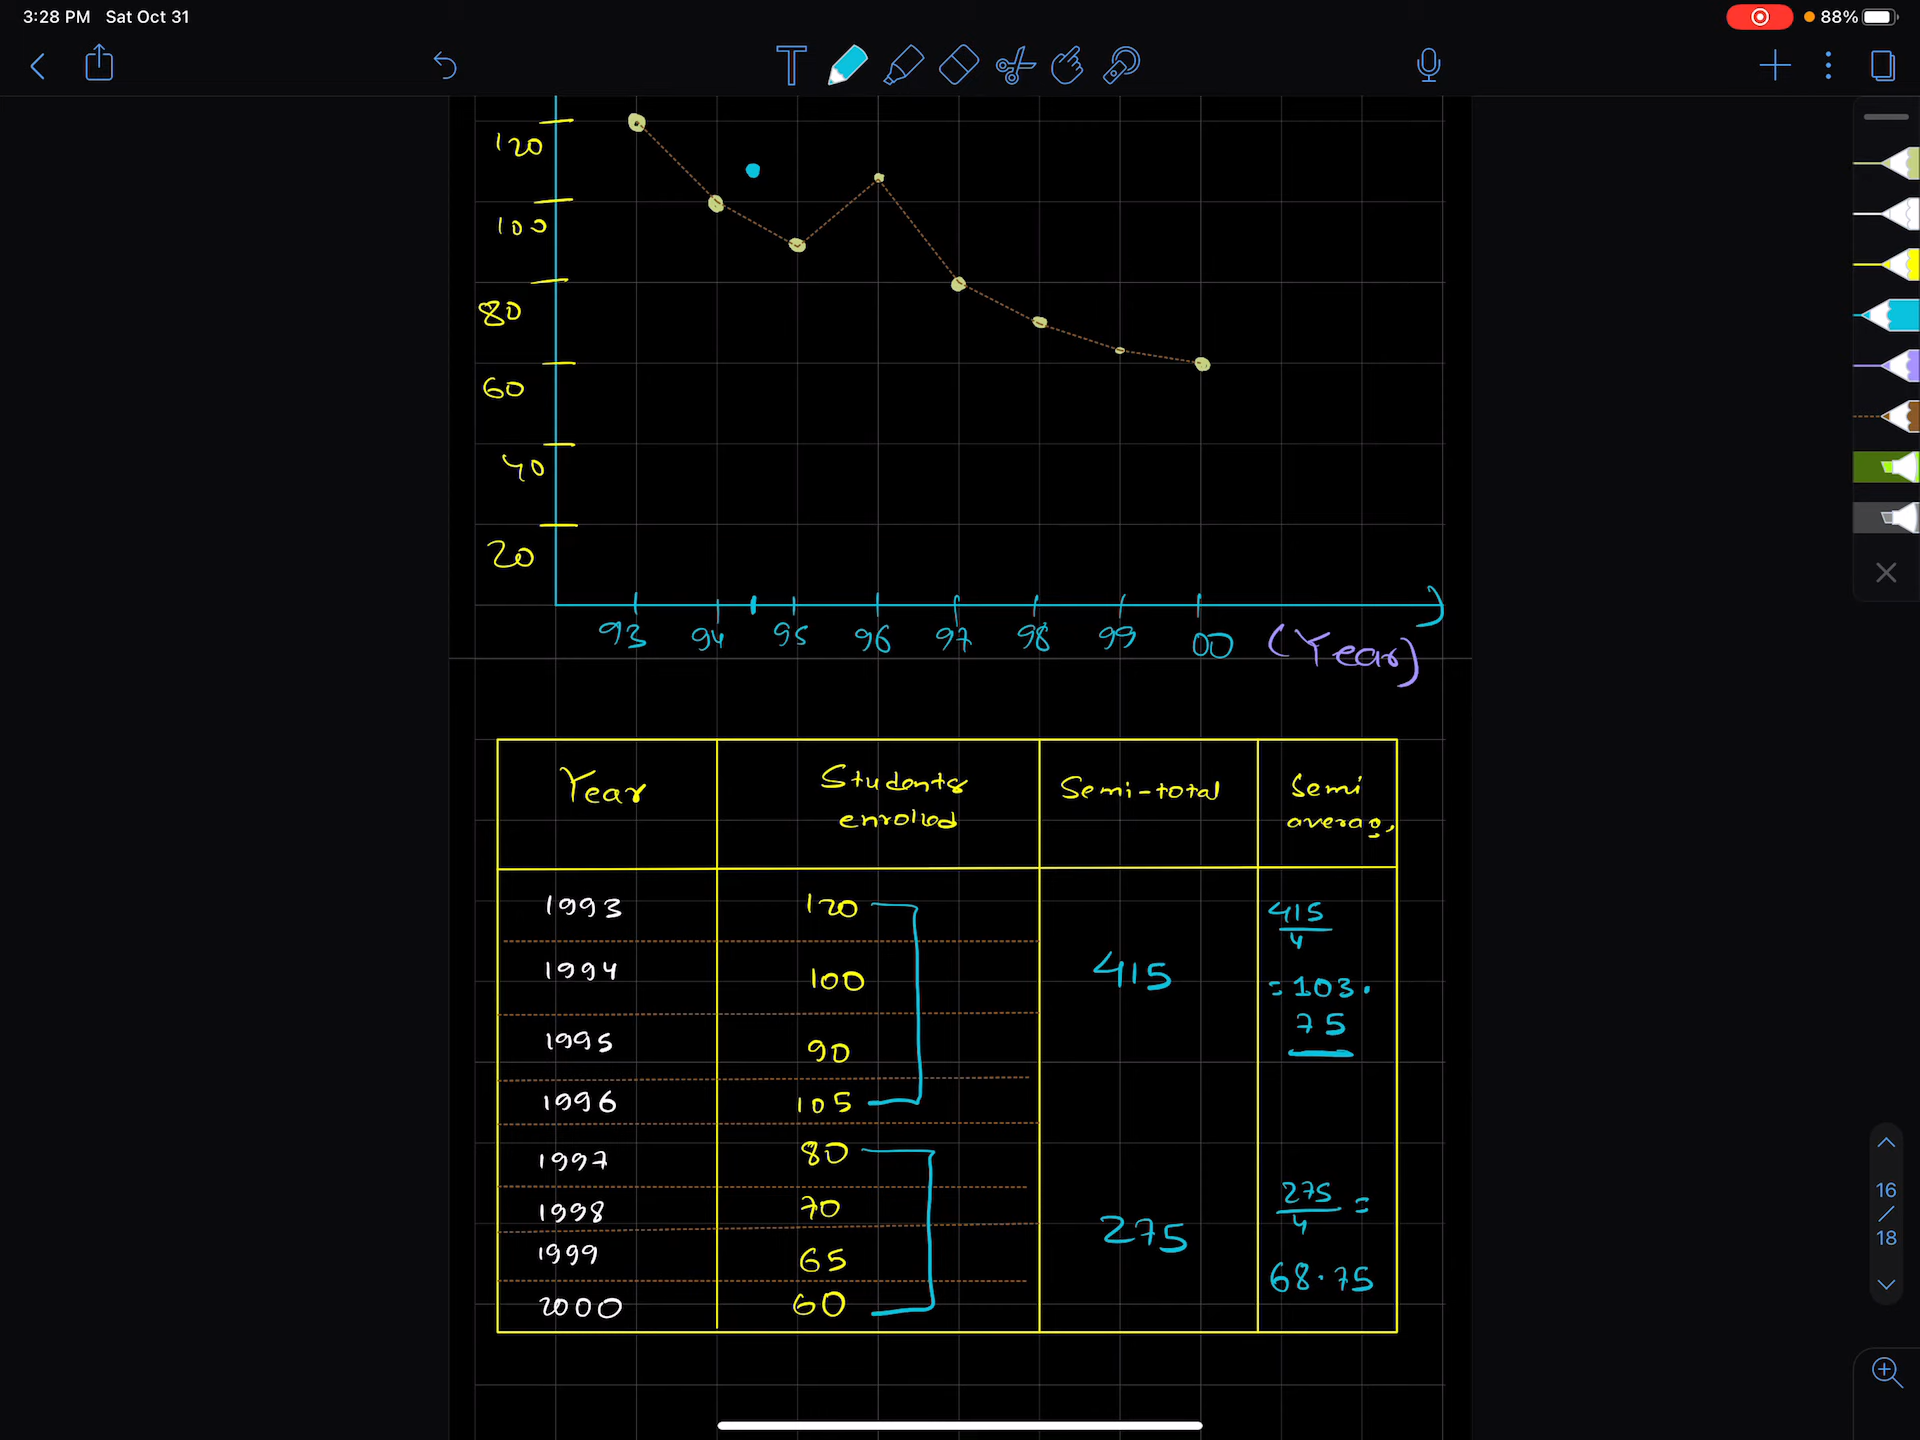 3:28 PM Sat Oct 31
88%
T
120
100
80
60
40
20
93 94 95 96 97 98 99 00 (Year)
Year Students enrolled Semi-total Semi average
1993 120 415 415/4 = 103.75
1994 100
1995 90
1996 105
1997 80 275 275/4 = 68.75
1998 70
1999 65
2000 60
16
/
18